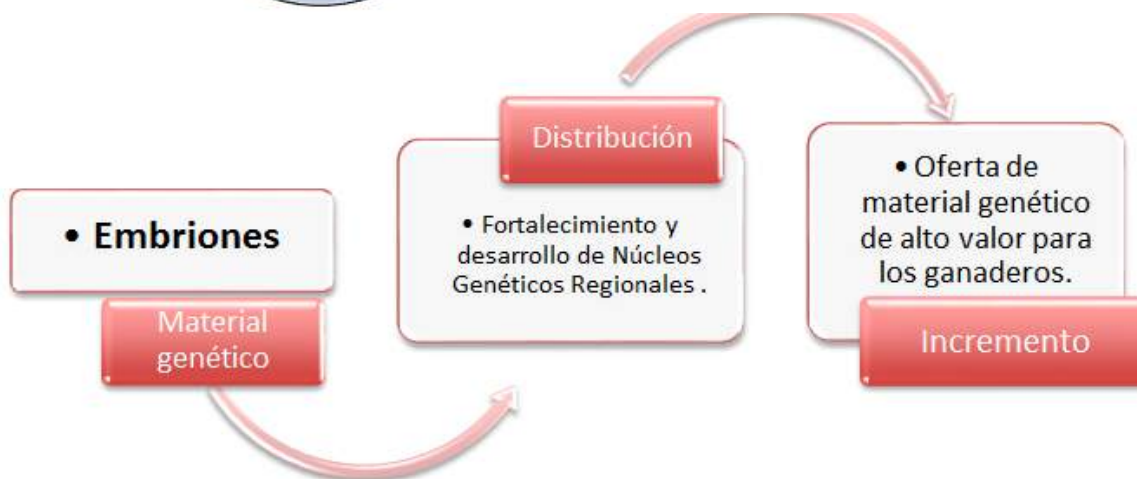 • Embriones
Material
genético
Distribución
• Fortalecimiento y
desarrollo de Núcleos
Genéticos Regionales .
• Oferta de
material genético
de alto valor para
los ganaderos.
Incremento